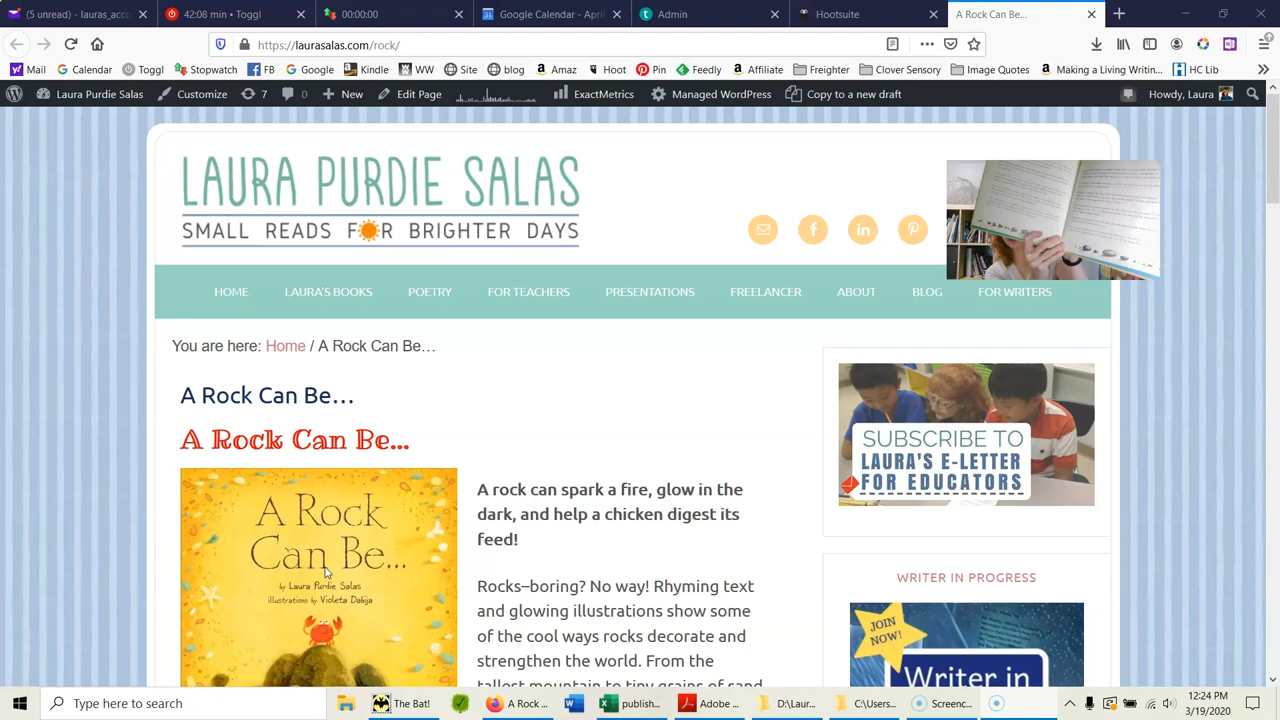 (5 unread) - laura_acco
42:08 min • Toggl
00:00:00
Google Calendar - April
Admin
Hootsuite
A Rock Can Be...
https://laurasalas.com/rock/
Mail
Calendar
Toggl
Stopwatch
FB
Google
Kindle
WW
Site
blog
Amaz
Hoot
Pin
Feedly
Affiliate
Freighter
Clover Sensory
Image Quotes
Making a Living Writin...
HC Lib
Laura Purdie Salas
Customize
7
0
New
Edit Page
ExactMetrics
Managed WordPress
Copy to a new draft
Howdy, Laura
LAURA PURDIE SALAS
SMALL READS FOR BRIGHTER DAYS
HOME
LAURA'S BOOKS
POETRY
FOR TEACHERS
PRESENTATIONS
FREELANCER
ABOUT
BLOG
FOR WRITERS
You are here: Home / A Rock Can Be…
A Rock Can Be…
A Rock Can Be...
A Rock
Can Be...
by Laura Purdie Salas
illustrations by Violeta Dabija
A rock can spark a fire, glow in the
dark, and help a chicken digest its
feed!
Rocks–boring? No way! Rhyming text
and glowing illustrations show some
of the cool ways rocks decorate and
strengthen the world. From the
tallest mountain to tiny grains of sand
SUBSCRIBE TO
LAURA'S E-LETTER
FOR EDUCATORS
WRITER IN PROGRESS
JOIN
NOW!
Writer in
Type here to search
The Bat!
A Rock ...
publish...
Adobe ...
D:\Laur...
C:\Users...
Screenc...
12:24 PM
3/19/2020